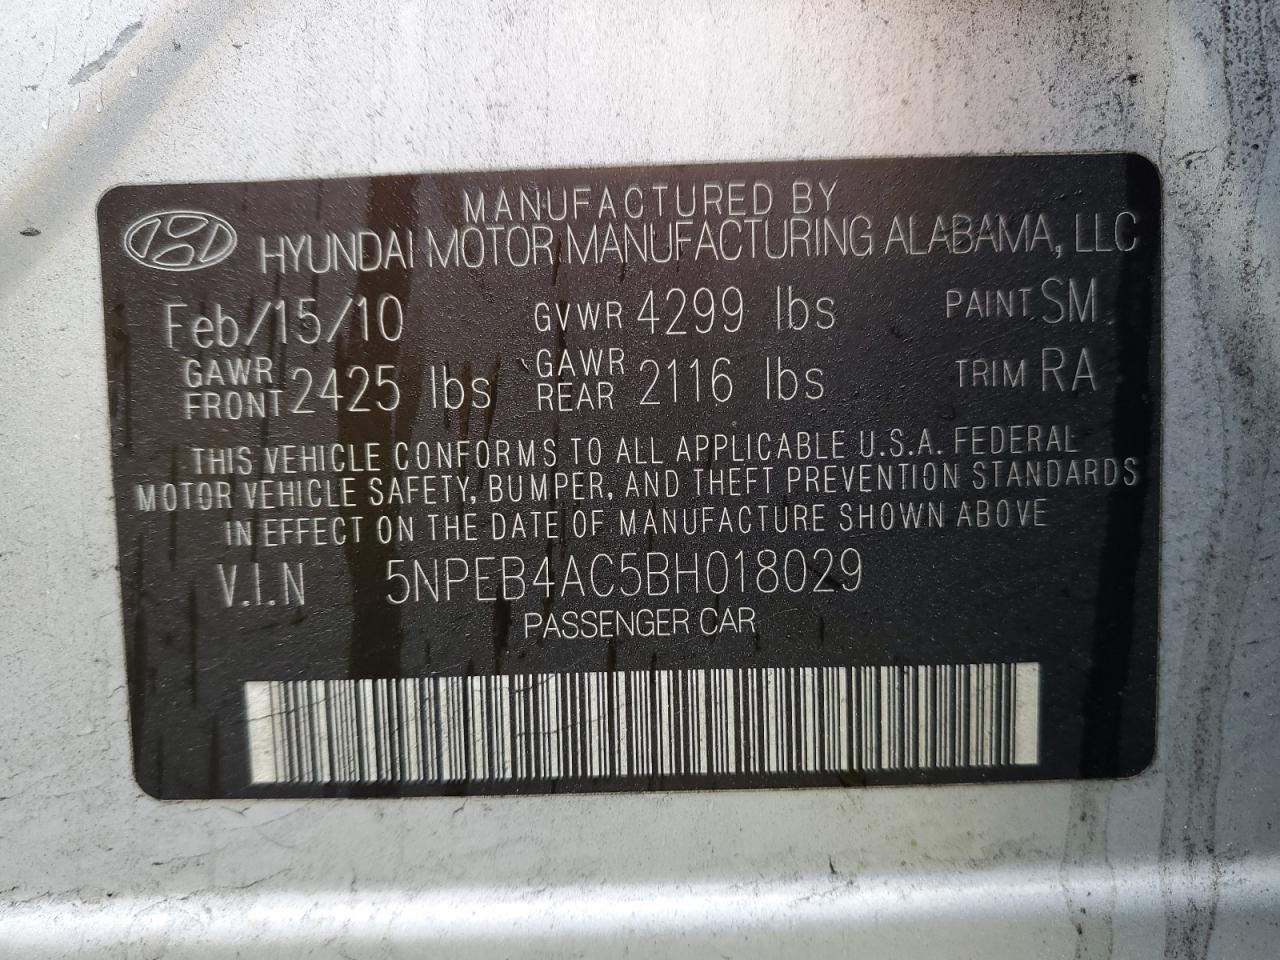 MANUFACTURED BY
HYUNDAI MOTOR MANUFACTURING ALABAMA, LLC
Feb/15/10 GVWR 4299 lbs PAINT SM
GAWR FRONT 2425 lbs GAWR REAR 2116 lbs TRIM RA
THIS VEHICLE CONFORMS TO ALL APPLICABLE U.S.A. FEDERAL
MOTOR VEHICLE SAFETY, BUMPER, AND THEFT PREVENTION STANDARDS
IN EFFECT ON THE DATE OF MANUFACTURE SHOWN ABOVE
V.I.N 5NPEB4AC5BH018029
PASSENGER CAR